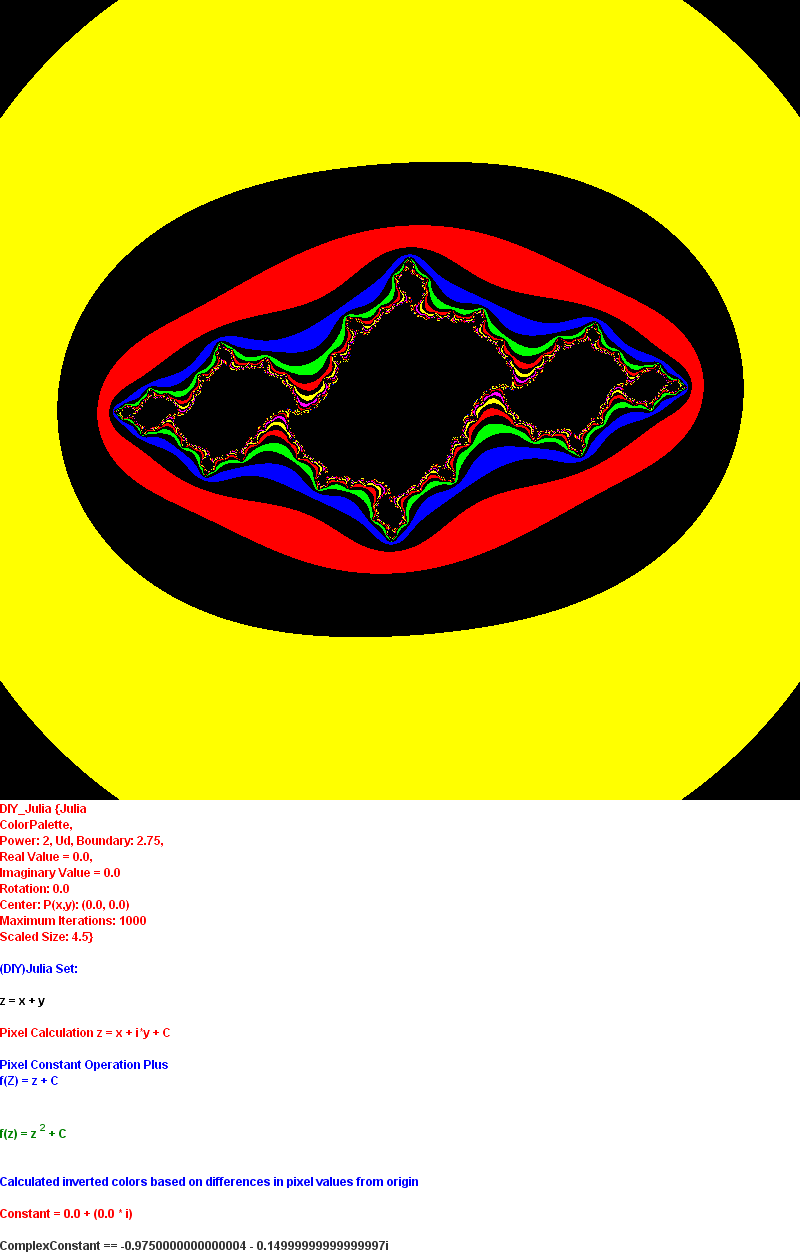 DIY_Julia {Julia
ColorPalette,
Power: 2, Ud, Boundary: 2.75,
Real Value = 0.0,
Imaginary Value = 0.0
Rotation: 0.0
Center: P(x,y): (0.0, 0.0)
Maximum Iterations: 1000
Scaled Size: 4.5}
(DIY)Julia Set:
z = x + y
Pixel Calculation z = x + i*y + C
Pixel Constant Operation Plus
f(Z) = z + C
f(z) = z ² + C
Calculated inverted colors based on differences in pixel values from origin
Constant = 0.0 + (0.0 * i)
ComplexConstant == -0.9750000000000004 - 0.14999999999999997i